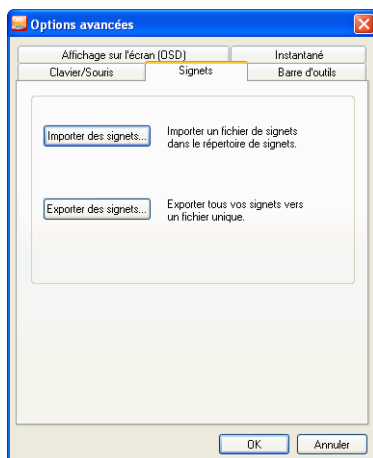 Options avancées
Affichage sur l'écran (OSD)
Instantané
Clavier/Souris
Signets
Barre d'outils
Importer des signets...
Importer un fichier de signets
dans le répertoire de signets.
Exporter des signets...
Exporter tous vos signets vers
un fichier unique.
OK
Annuler